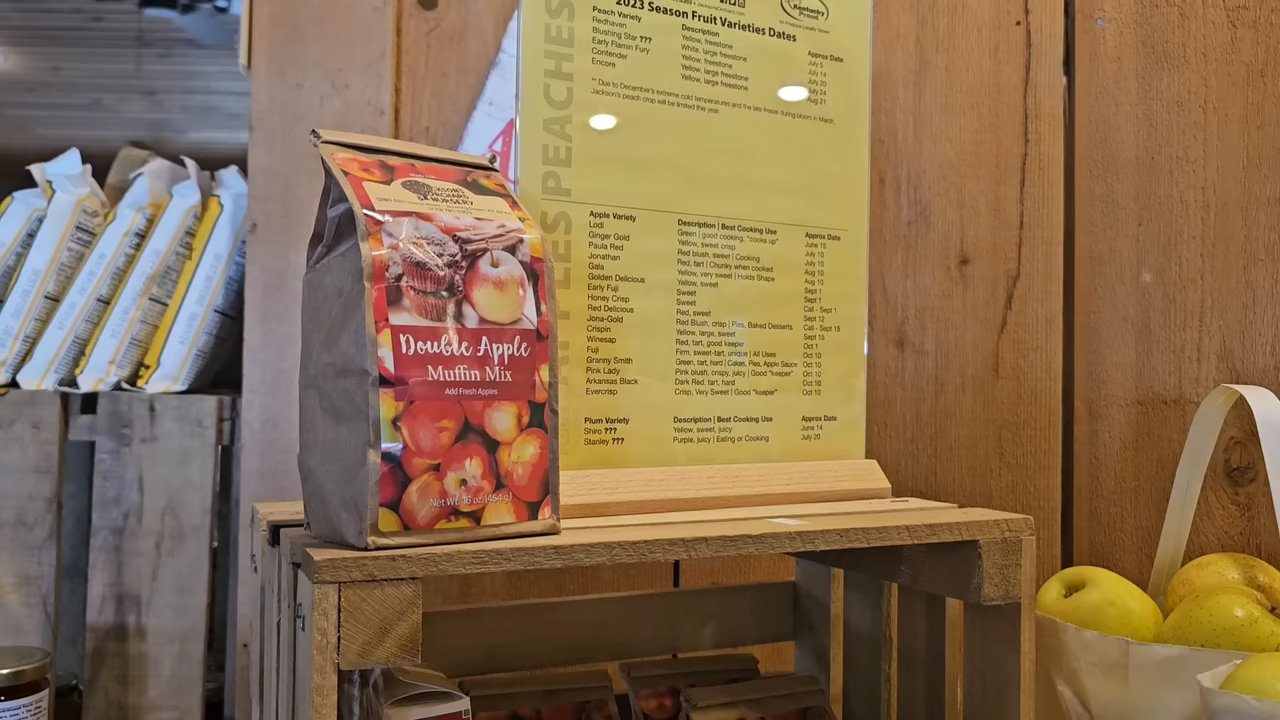 JacksonsOrchard.com
Kentucky Proud
2023 Season Fruit Varieties Dates
PEACHES
Peach Variety Description Approx Date
Redhaven Yellow, freestone July 5
Blushing Star ??? White, large freestone July 14
Early Flamin Fury Yellow, freestone July 20
Contender Yellow, large freestone July 24
Encore Yellow, large freestone Aug 21
** Due to December's extreme cold temperatures and the late freeze during bloom in March,
Jackson's peach crop will be limited this year.
Apple Variety Description | Best Cooking Use Approx Date
Lodi Green | good cooking, "cooks up" June 15
Ginger Gold Yellow, sweet crisp July 10
Paula Red Red blush, sweet | Cooking July 10
Jonathan Red, tart | Chunky when cooked Aug 10
Gala Yellow, very sweet | Holds Shape Aug 10
Golden Delicious Yellow, sweet Sept 1
Early Fuji Sweet Sept 1
Honey Crisp Sweet Call - Sept 1
Red Delicious Red, sweet Sept 12
Jona-Gold Red Blush, crisp | Pies, Baked Desserts Call - Sept 15
Crispin Yellow, large, sweet Sept 15
Winesap Red, tart, good keeper Oct 1
Fuji Firm, sweet-tart, unique | All Uses Oct 10
Granny Smith Green, tart, hard | Cakes, Pies, Apple Sauce Oct 10
Pink Lady Pink blush, crispy, juicy | Good "keeper" Oct 10
Arkansas Black Dark Red, tart, hard Oct 10
Evercrisp Crisp, Very Sweet | Good "keeper" Oct 10
Plum Variety Description | Best Cooking Use Approx Date
Shiro ??? Yellow, sweet, juicy June 14
Stanley ??? Purple, juicy | Eating or Cooking July 20
JACKSON'S
ORCHARD
& NURSERY
Double Apple
Muffin Mix
Add Fresh Apples
Net Wt. 16 oz. (454 g)